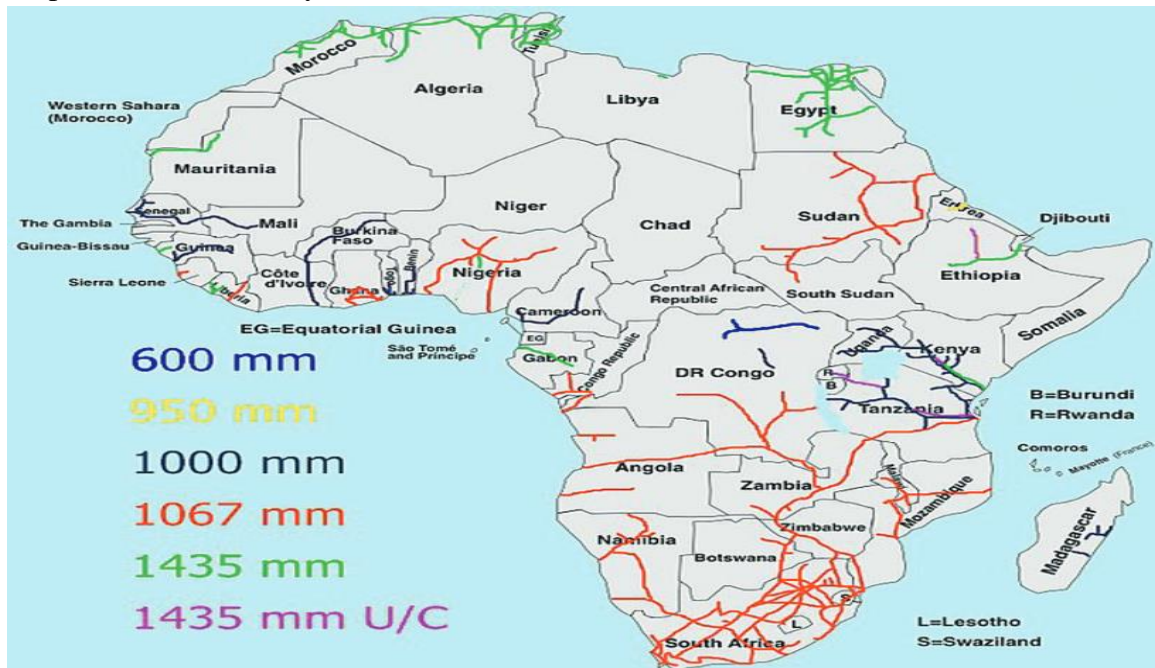 Morocco
Tunisia
Algeria
Libya
Egypt
Western Sahara
(Morocco)
Mauritania
Mali
Niger
Chad
Sudan
Eritrea
Djibouti
Senegal
The Gambia
Guinea-Bissau
Guinea
Sierra Leone
Liberia
Côte
d'Ivoire
Burkina
Faso
Ghana
Togo
Benin
Nigeria
Cameroon
Central African
Republic
South Sudan
Ethiopia
Somalia
EG=Equatorial Guinea
EG
São Tomé
and Príncipe
Gabon
Congo Republic
DR Congo
Uganda
Kenya
R
B
Tanzania
B=Burundi
R=Rwanda
Comoros
Mayotte (France)
600 mm
950 mm
1000 mm
1067 mm
1435 mm
1435 mm U/C
Angola
Zambia
Malawi
Mozambique
Zimbabwe
Namibia
Botswana
Madagascar
S
L
South Africa
L=Lesotho
S=Swaziland